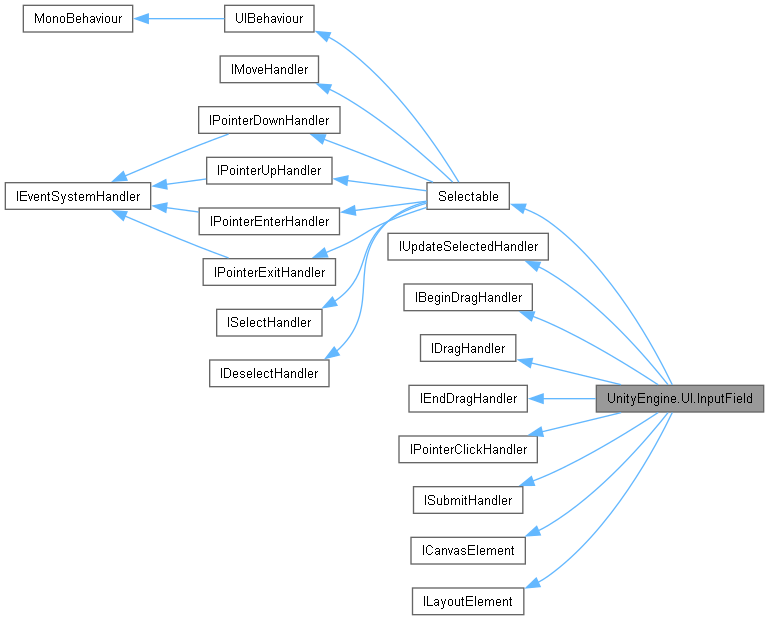 MonoBehaviour
UIBehaviour
IMoveHandler
IPointerDownHandler
IPointerUpHandler
IEventSystemHandler
Selectable
IPointerEnterHandler
IUpdateSelectedHandler
IPointerExitHandler
IBeginDragHandler
ISelectHandler
IDragHandler
IDeselectHandler
IEndDragHandler
UnityEngine.UI.InputField
IPointerClickHandler
ISubmitHandler
ICanvasElement
ILayoutElement